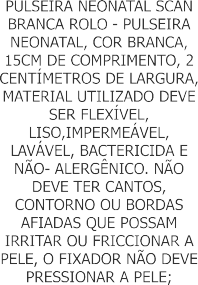 PULSEIRA NEONATAL SCAN
BRANCA ROLO - PULSEIRA
NEONATAL, COR BRANCA,
15CM DE COMPRIMENTO, 2
CENTÍMETROS DE LARGURA,
MATERIAL UTILIZADO DEVE
SER FLEXÍVEL,
LISO,IMPERMEÁVEL,
LAVÁVEL, BACTERICIDA E
NÃO- ALERGÊNICO. NÃO
DEVE TER CANTOS,
CONTORNO OU BORDAS
AFIADAS QUE POSSAM
IRRITAR OU FRICCIONAR A
PELE, O FIXADOR NÃO DEVE
PRESSIONAR A PELE;